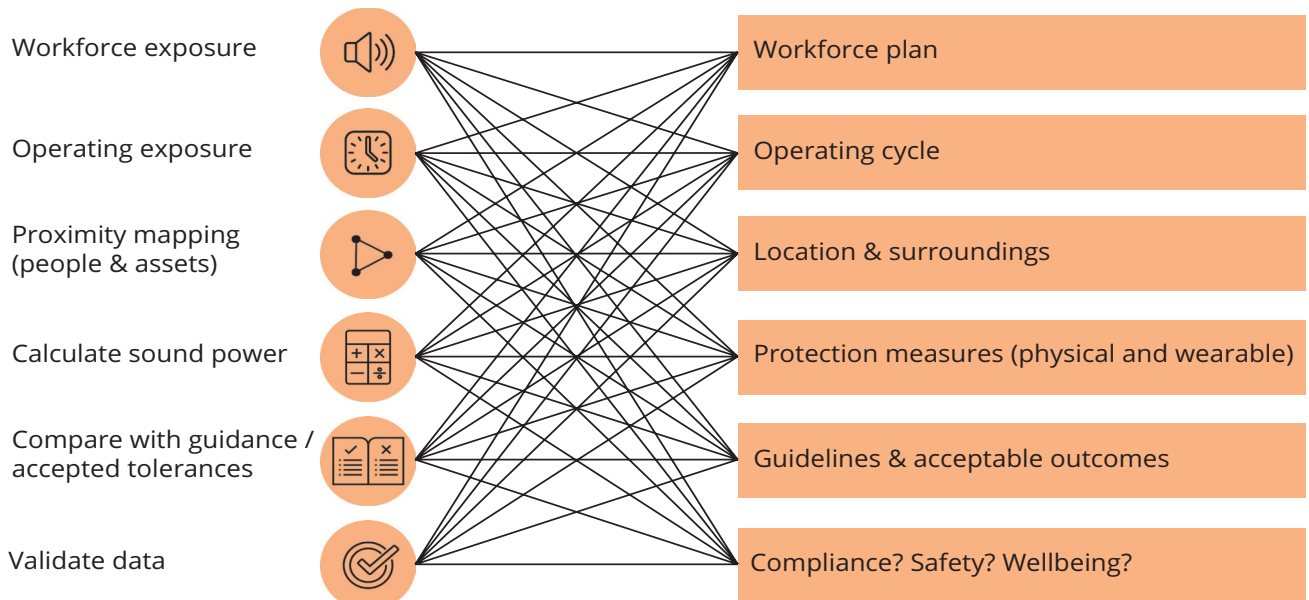 Workforce exposure
Workforce plan
Operating exposure
Operating cycle
Proximity mapping
(people & assets)
Location & surroundings
Calculate sound power
Protection measures (physical and wearable)
Compare with guidance /
accepted tolerances
Guidelines & acceptable outcomes
Validate data
Compliance? Safety? Wellbeing?